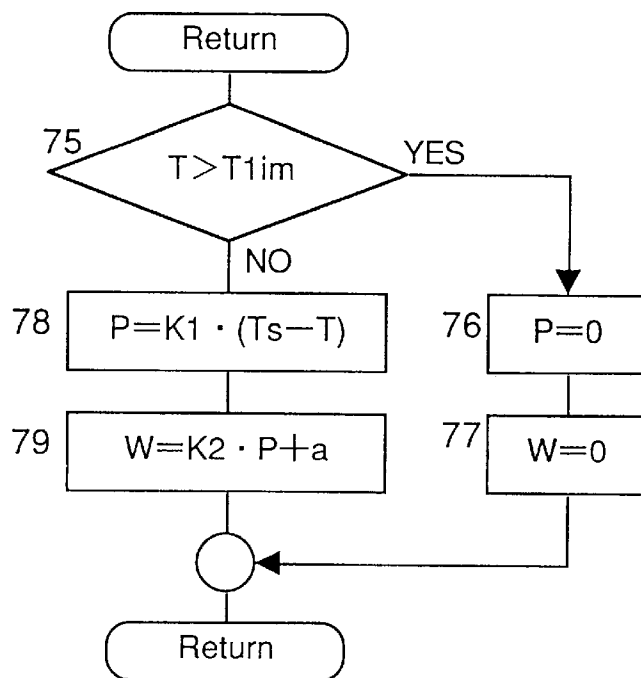 Return
75
T>T1im
YES
NO
78
P=K1・(Ts−T)
76
P=0
79
W=K2・P+a
77
W=0
Return